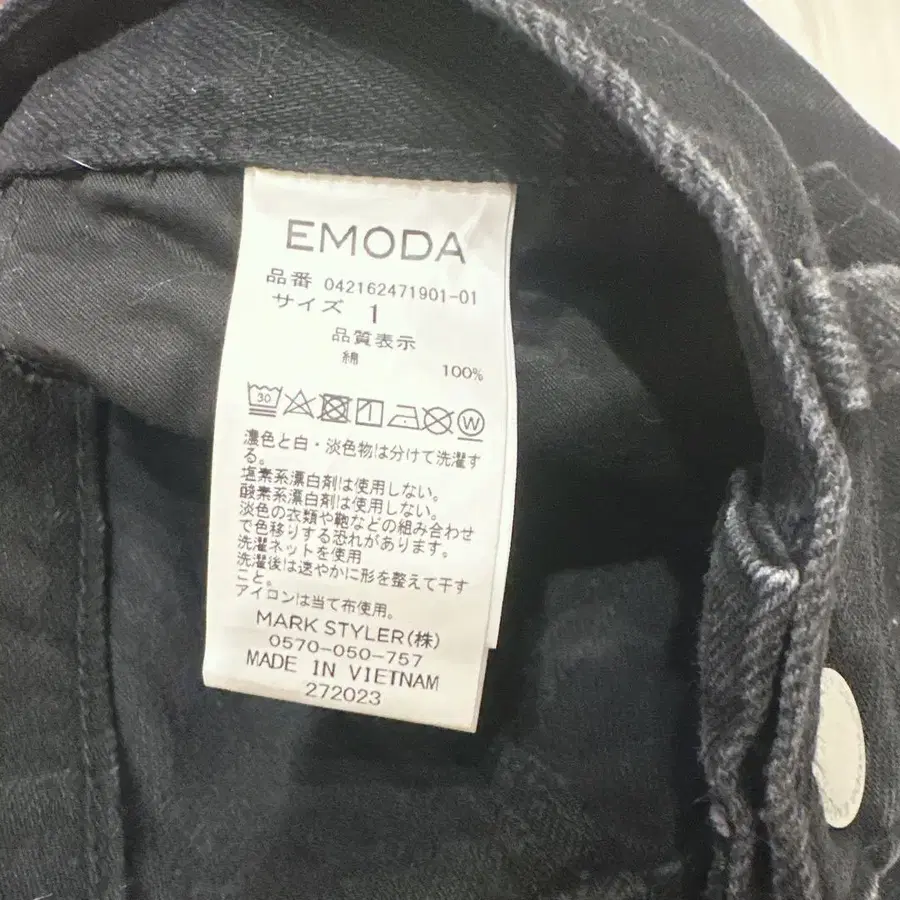 EMODA
品番 042162471901-01
サイズ 1
品質表示
綿 100%
30 W
濃色と白・淡色物は分けて洗濯す
る。
塩素系漂白剤は使用しない。
酸素系漂白剤は使用しない。
淡色の衣類や鞄などの組み合わせ
で色移りする恐れがあります。
洗濯ネットを使用
洗濯後は速やかに形を整えて干す
こと。
アイロンは当て布使用。
MARK STYLER(株)
0570-050-757
MADE IN VIETNAM
272023